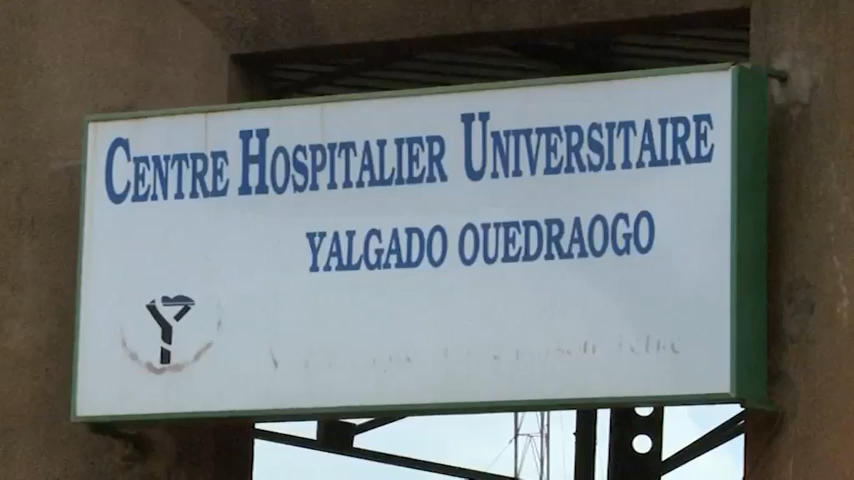 CENTRE HOSPITALIER UNIVERSITAIRE
YALGADO OUEDRAOGO